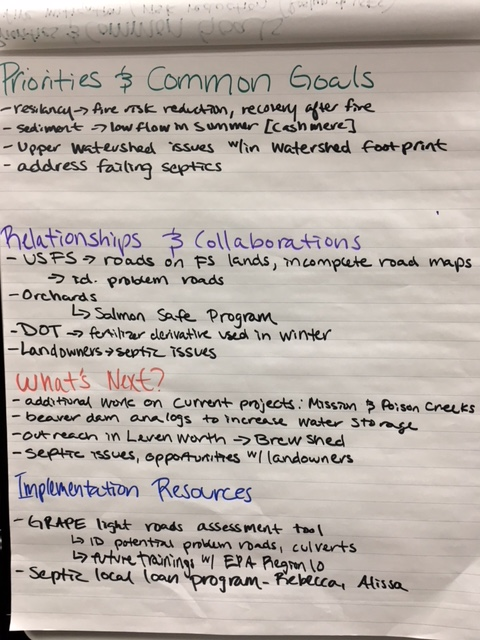 Priorities & Common Goals
- resiliancy → fire risk reduction, recovery after fire
- sediment → low flow in Summer [Cashmere]
- Upper watershed issues w/in watershed footprint
- address failing septics
Relationships & Collaborations
- USFS → roads on FS lands, incomplete road maps
→ id. problem roads
- Orchards
↳ Salmon Safe Program
- DOT → fertilizer derivative used in winter
- Landowners → septic issues
What's Next?
- additional work on current projects: Mission & Poison Creeks
- beaver dam analogs to increase water storage
- outreach in Leavenworth → Brewshed
- Septic issues, opportunities w/ landowners
Implementation Resources
- GRAPE light roads assessment tool
↳ ID potential problem roads, culverts
↳ future trainings w/ EPA Region 10
- Septic local loan program - Rebecca, Alissa